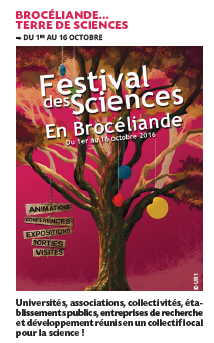 BROCÉLIANDE...
TERRE DE SCIENCES
➡ DU 1ER AU 16 OCTOBRE
Festival
des Sciences
En Brocéliande
Du 1er au 16 Octobre 2016
ANIMATIONS
CONFÉRENCES
EXPOSITIONS
SORTIES
VISITES
© UR1
Universités, associations, collectivités, éta-
blissements publics, entreprises de recherche
et développement réunis en un collectif local
pour la science !